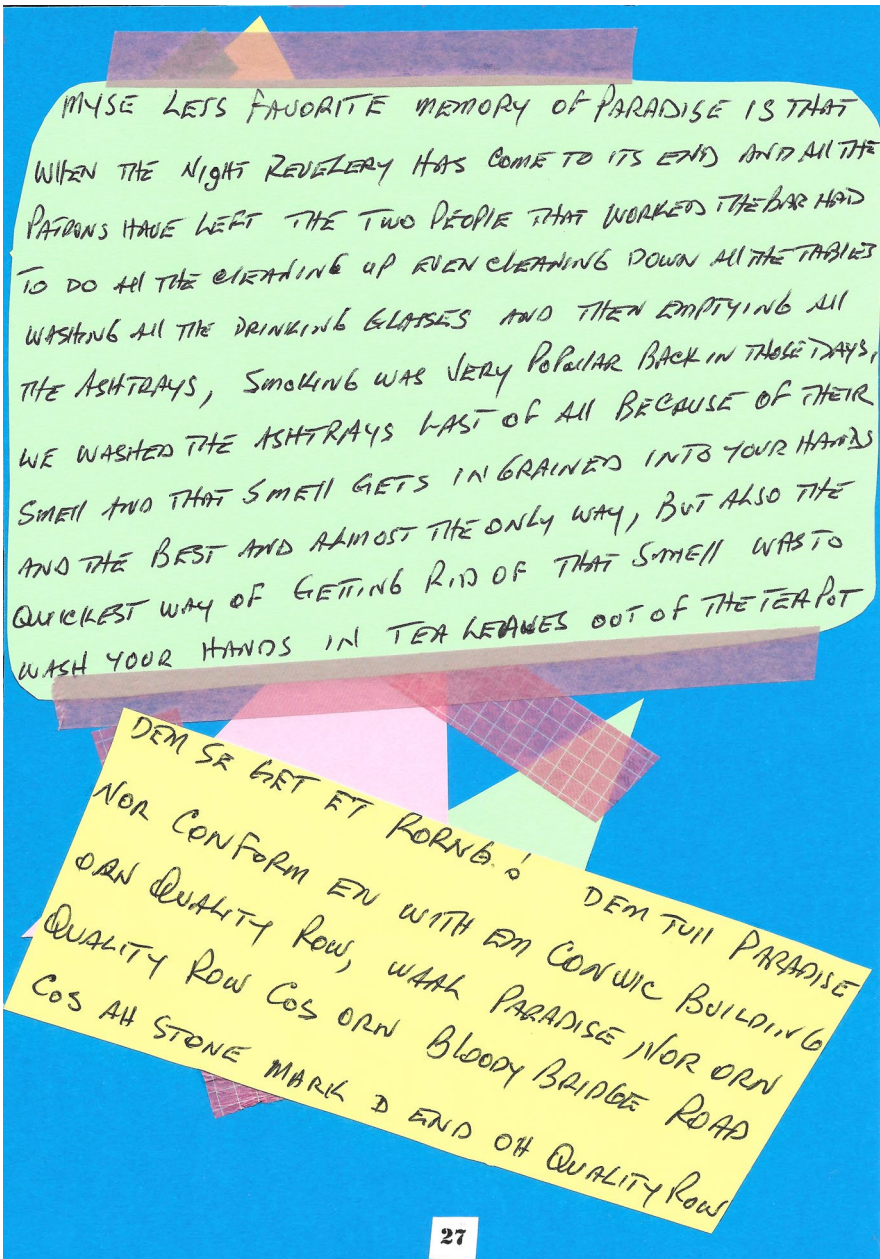 MYSE LESS FAVORITE MEMORY OF PARADISE IS THAT
WHEN THE NIgHT REVELERY HAS COME TO ITS END AND All THE
PATRONS HAVE LEFT THE TWO PEOPlE THAT WORKED THE BAR HAD
TO DO All THE CLEANING UP EVEN CLEANING DOWN All THE TABlES
WASHING All THE DRINKING GLASSES AND THEN EMPTYING All
THE ASHTRAYS, SMOKING WAS VERY POPUlAR BACK IN THOSE DAYS,
WE WASHED THE ASHTRAYS LAST OF All BECAUSE OF THEIR
SMEll AND THAT SMEll GETS INGRAINED INTO YOUR HANDS
AND THE BEST AND ALMOST THE ONLY WAY, BUT ALSO THE
QUICKEST WAY OF GETTING RID OF THAT SMEll WAS TO
WASH YOUR HANDS IN TEA LEAVES OUT OF THE TEA POT
DEM SE GET ET RORNG! DEM TUll PARADISE
NOR CONFORM EN WITH EM CONWIC BUILDING
ORN QUALITY ROW, WAAL PARADISE NOR ORN
QUALITY ROW COS ORN BLOODY BRIDGE ROAD
COS AH STONE MARK D END OH QUALITY ROW
27